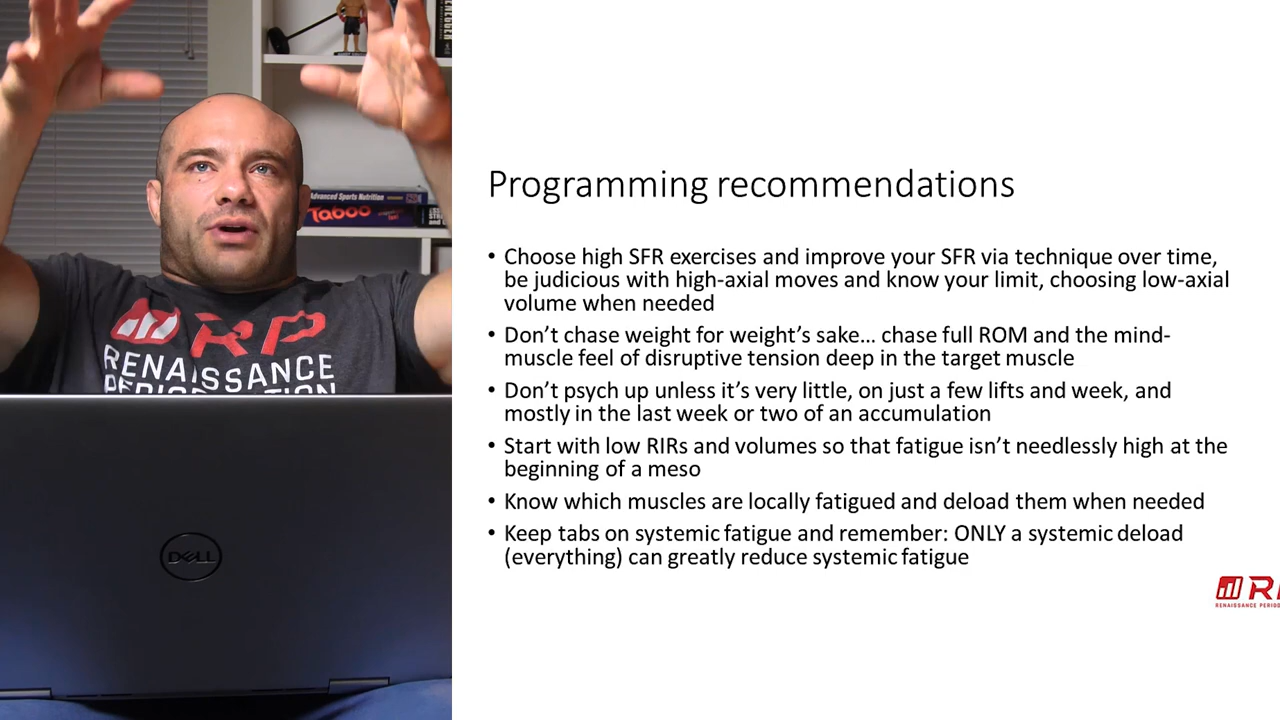 Advanced Sports Nutrition
Taboo
RP
RENAISSANCE
DELL
Programming recommendations
• Choose high SFR exercises and improve your SFR via technique over time,
be judicious with high-axial moves and know your limit, choosing low-axial
volume when needed
• Don’t chase weight for weight’s sake… chase full ROM and the mind-
muscle feel of disruptive tension deep in the target muscle
• Don’t psych up unless it’s very little, on just a few lifts and week, and
mostly in the last week or two of an accumulation
• Start with low RIRs and volumes so that fatigue isn’t needlessly high at the
beginning of a meso
• Know which muscles are locally fatigued and deload them when needed
• Keep tabs on systemic fatigue and remember: ONLY a systemic deload
(everything) can greatly reduce systemic fatigue
RENAISSANCE